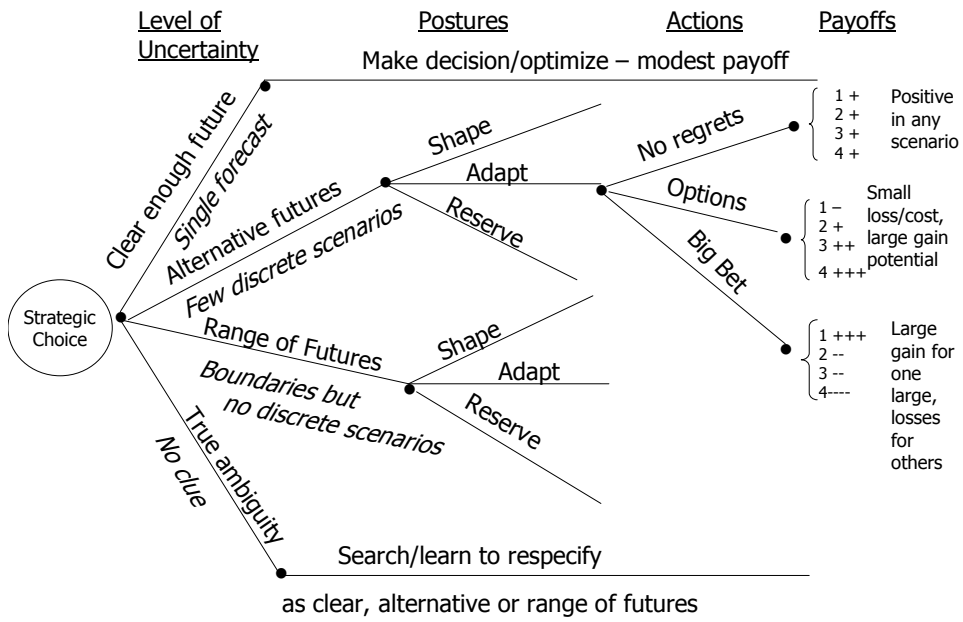 Level of
Uncertainty
Postures
Actions
Payoffs
Make decision/optimize – modest payoff
Clear enough future
Single forecast
Shape
Adapt
Reserve
Alternative futures
Few discrete scenarios
No regrets
Options
Big Bet
1 +
2 +
3 +
4 +
Positive
in any
scenario
1 –
2 +
3 ++
4 +++
Small
loss/cost,
large gain
potential
1 +++
2 --
3 --
4----
Large
gain for
one
large,
losses for
others
Strategic
Choice
Range of Futures
Boundaries but
no discrete scenarios
Shape
Adapt
Reserve
True ambiguity
No clue
Search/learn to respecify
as clear, alternative or range of futures